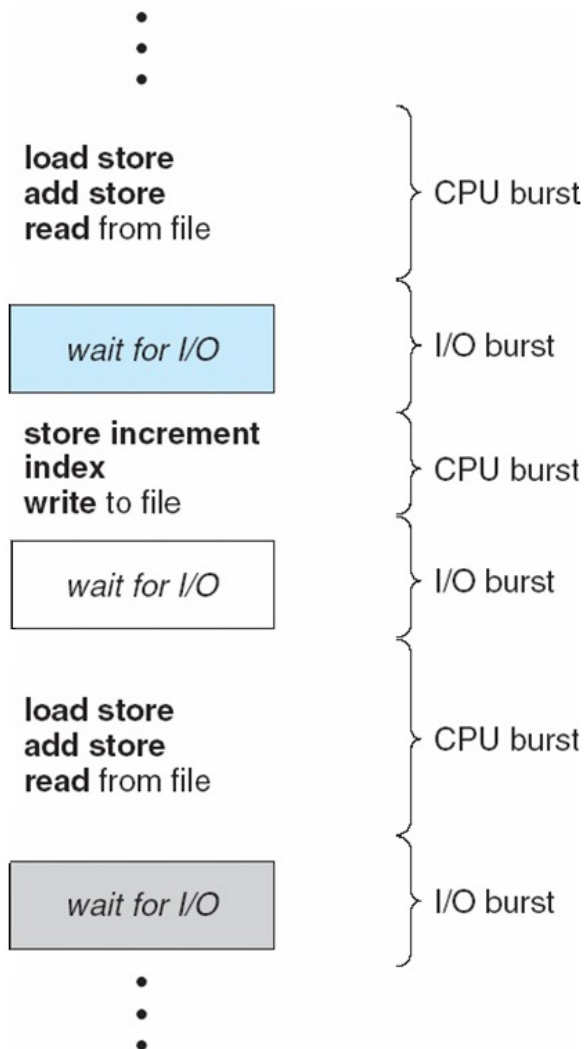 load store
add store
read from file
CPU burst
wait for I/O
I/O burst
store increment
index
write to file
CPU burst
wait for I/O
I/O burst
load store
add store
read from file
CPU burst
wait for I/O
I/O burst